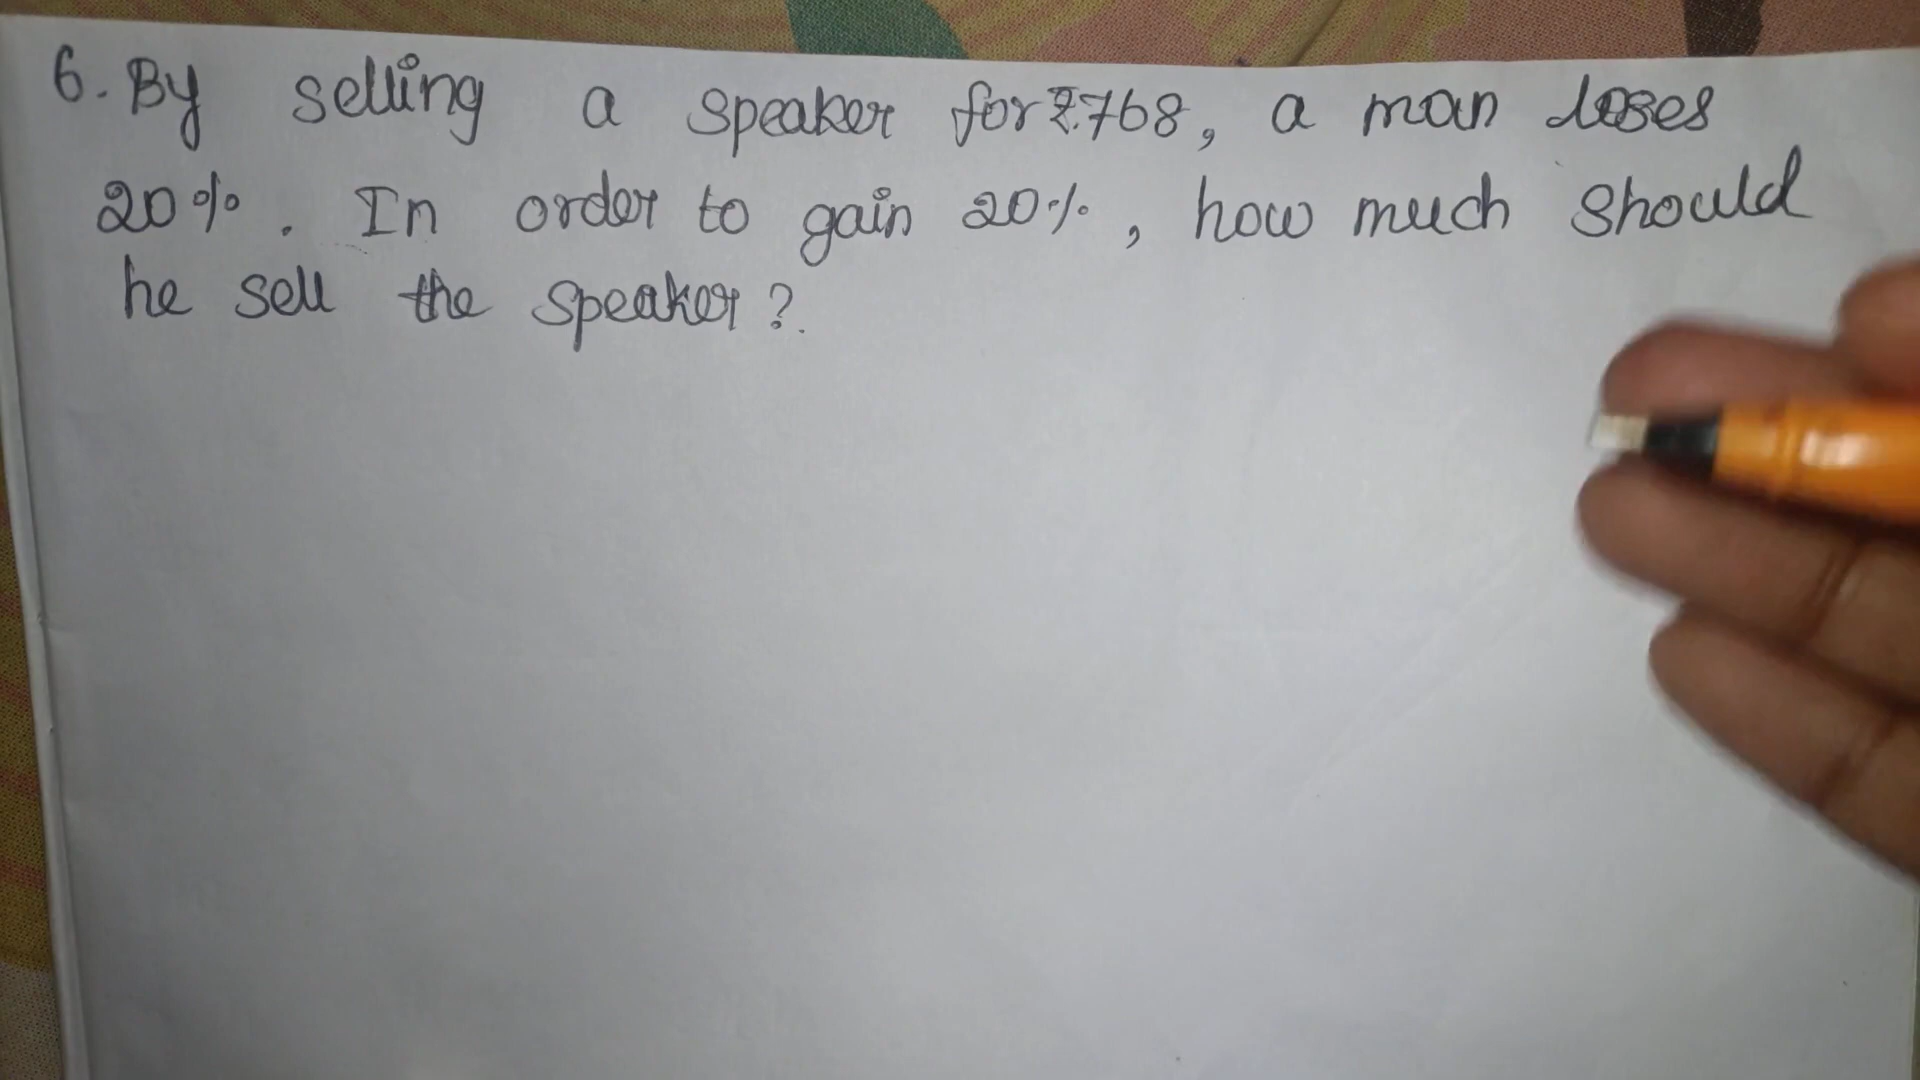 6. By selling a speaker for ₹.768, a man loses
20%. In order to gain 20%, how much should
he sell the speaker?